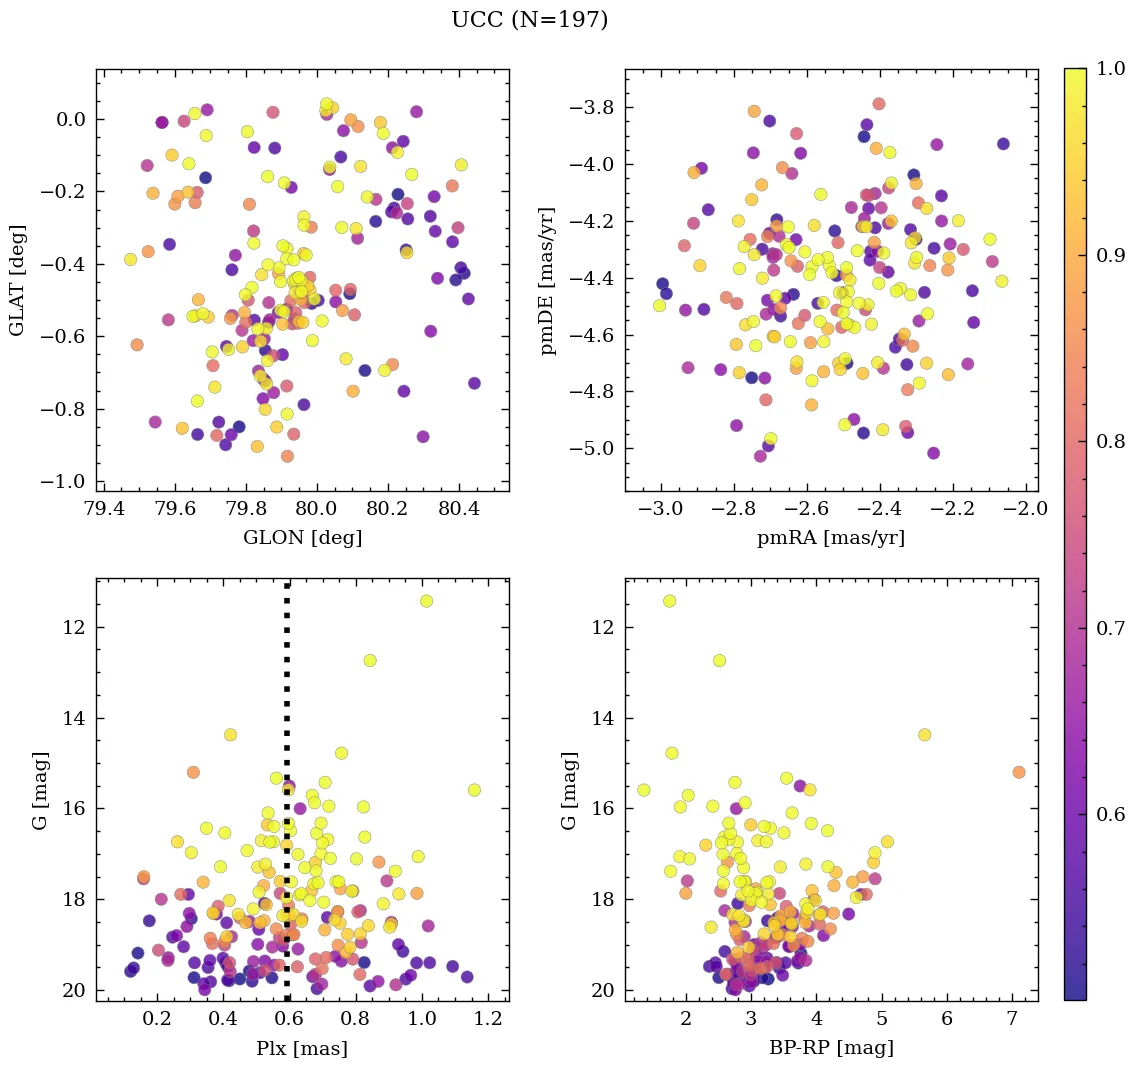 UCC (N=197)
0.0
−0.2
−0.4
−0.6
−0.8
−1.0
GLAT [deg]
79.4 79.6 79.8 80.0 80.2 80.4
GLON [deg]
−3.8
−4.0
−4.2
−4.4
−4.6
−4.8
−5.0
pmDE [mas/yr]
−3.0 −2.8 −2.6 −2.4 −2.2 −2.0
pmRA [mas/yr]
1.0
0.9
0.8
0.7
0.6
12
14
16
18
20
G [mag]
0.2 0.4 0.6 0.8 1.0 1.2
Plx [mas]
12
14
16
18
20
G [mag]
2 3 4 5 6 7
BP-RP [mag]